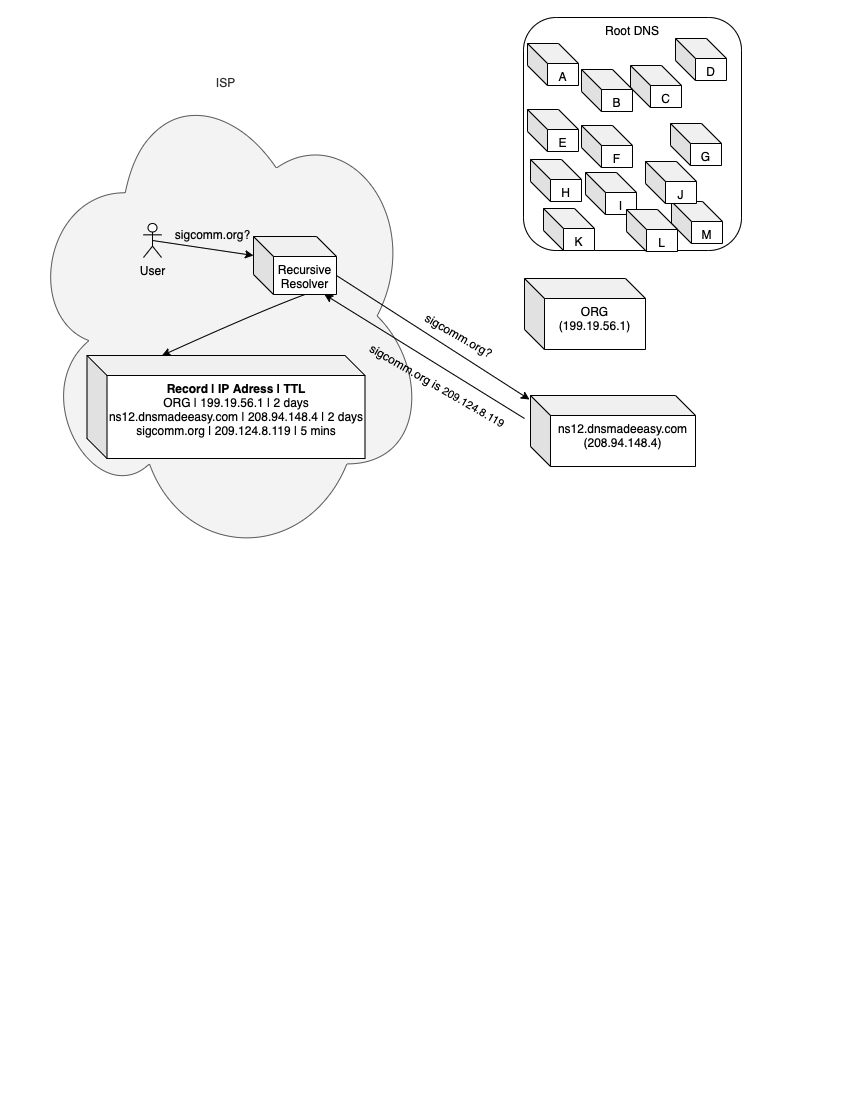 Root DNS
A
B
C
D
E
F
G
H
I
J
K
L
M
ISP
sigcomm.org?
User
Recursive
Resolver
ORG
(199.19.56.1)
sigcomm.org?
sigcomm.org is 209.124.8.119
Record | IP Adress | TTL
ORG | 199.19.56.1 | 2 days
ns12.dnsmadeeasy.com | 208.94.148.4 | 2 days
sigcomm.org | 209.124.8.119 | 5 mins
ns12.dnsmadeeasy.com
(208.94.148.4)